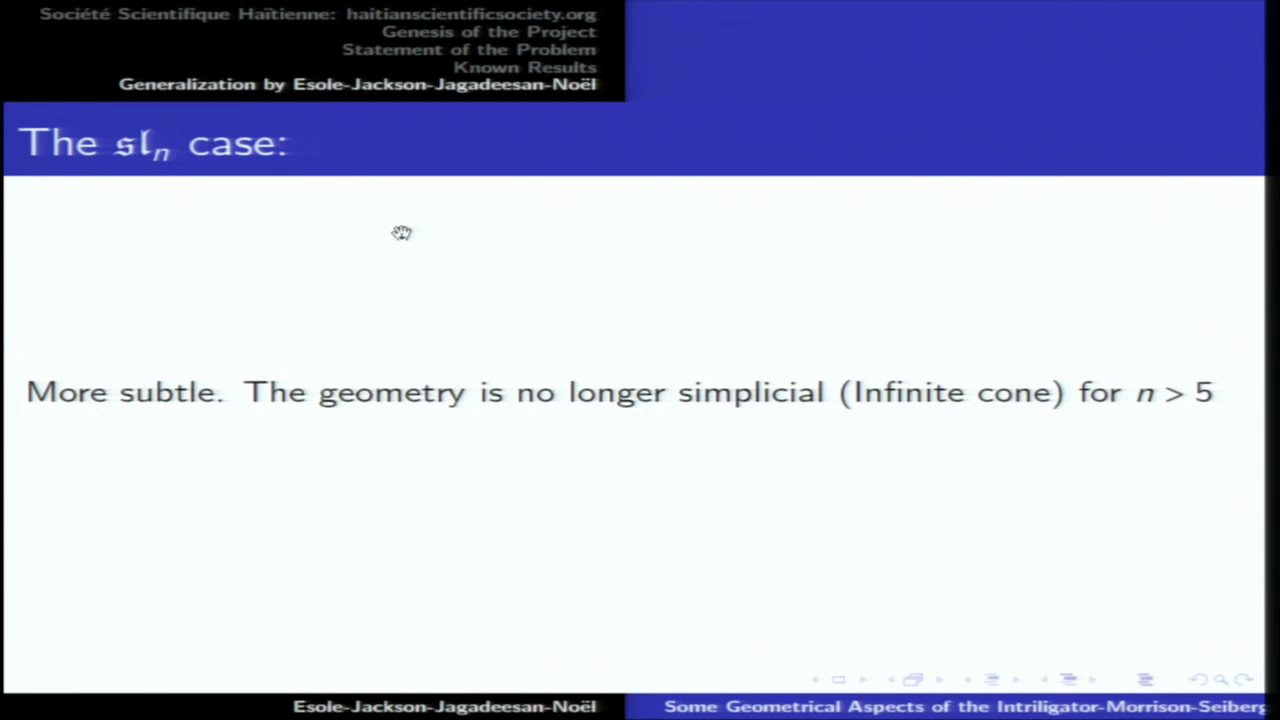 Société Scientifique Haïtienne: haitianscientificsociety.org
Genesis of the Project
Statement of the Problem
Known Results
Generalization by Esole-Jackson-Jagadeesan-Noël
The 𝔰𝔩ₙ case:
More subtle. The geometry is no longer simplicial (Infinite cone) for n > 5
Esole-Jackson-Jagadeesan-Noël
Some Geometrical Aspects of the Intriligator-Morrison-Seiberg